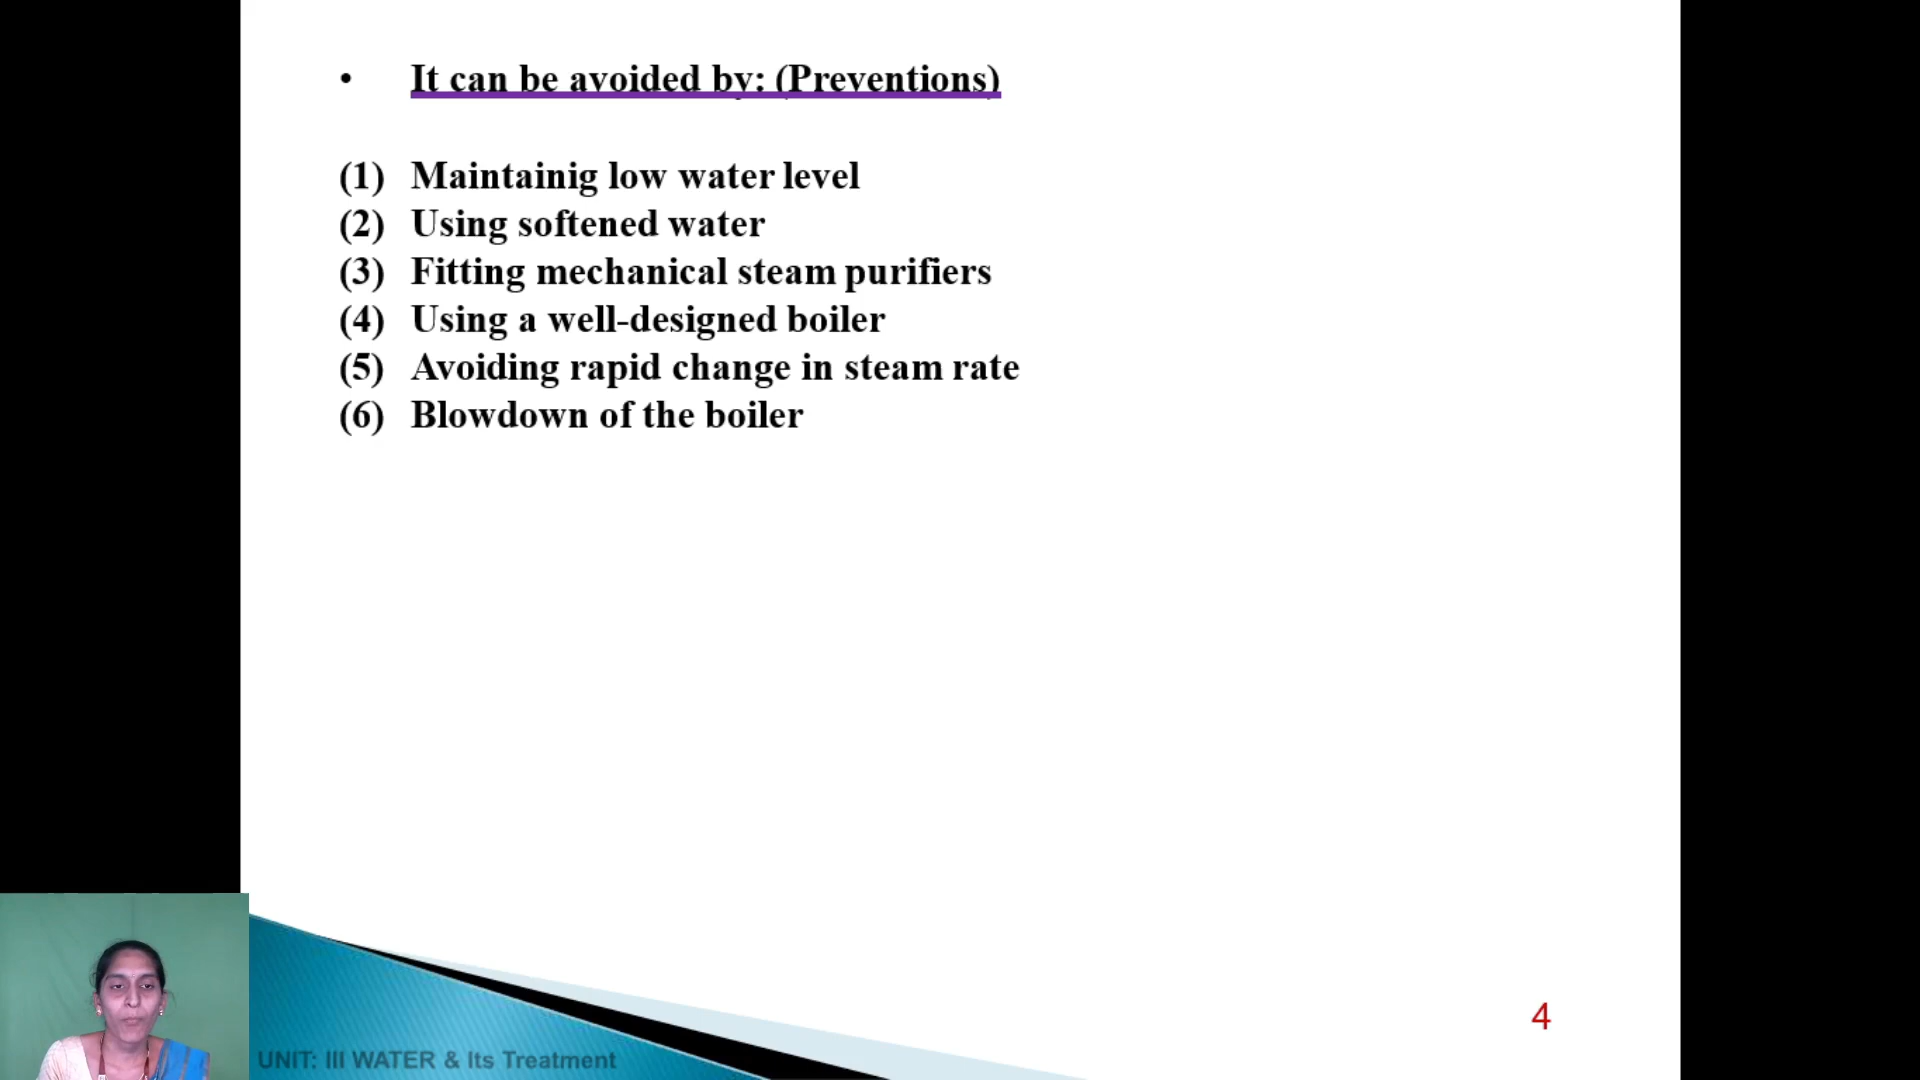 • It can be avoided by: (Preventions)
(1) Maintainig low water level
(2) Using softened water
(3) Fitting mechanical steam purifiers
(4) Using a well-designed boiler
(5) Avoiding rapid change in steam rate
(6) Blowdown of the boiler
UNIT: III WATER & Its Treatment
4